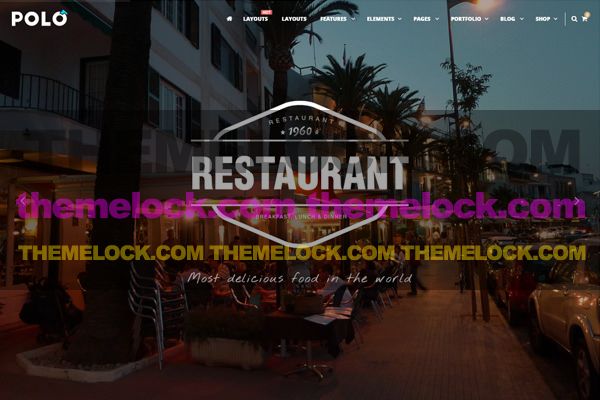 POLO
HOT
LAYOUTS LAYOUTS FEATURES ELEMENTS PAGES PORTFOLIO BLOG SHOP
RESTAURANT
1960
THEMELOCK.COM
RESTAURANT
themelock.com themelock.com
BREAKFAST, LUNCH & DINNER
THEMELOCK.COM THEMELOCK.COM THEMELOCK.COM
Most delicious food in the world